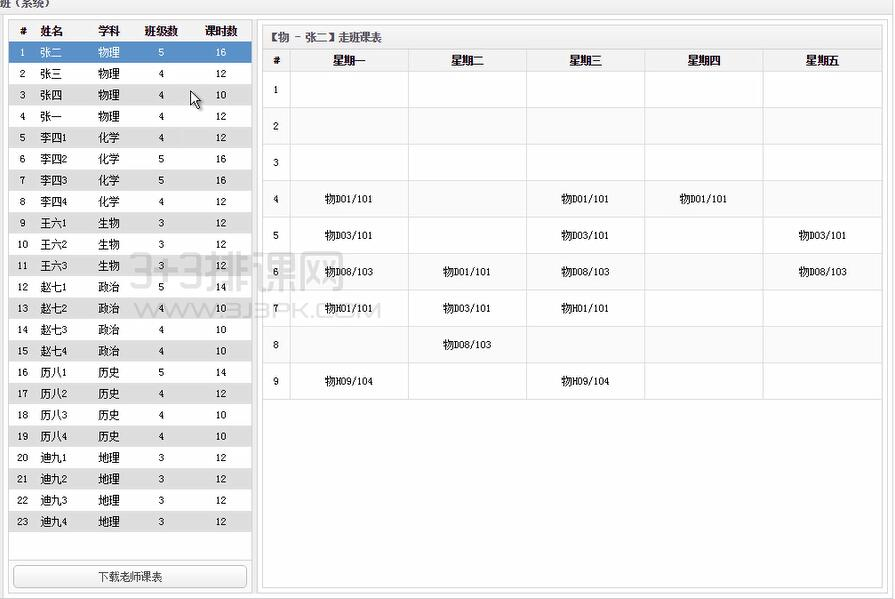 班（系统）
# 姓名 学科 班级数 课时数
1 张二 物理 5 16
2 张三 物理 4 12
3 张四 物理 4 10
4 张一 物理 4 12
5 李四1 化学 4 12
6 李四2 化学 5 16
7 李四3 化学 5 16
8 李四4 化学 4 12
9 王六1 生物 3 12
10 王六2 生物 3 12
11 王六3 生物 3 12
12 赵七1 政治 5 14
13 赵七2 政治 4 10
14 赵七3 政治 4 10
15 赵七4 政治 4 10
16 历八1 历史 5 14
17 历八2 历史 4 12
18 历八3 历史 4 10
19 历八4 历史 4 10
20 迪九1 地理 3 12
21 迪九2 地理 3 12
22 迪九3 地理 3 12
23 迪九4 地理 3 12
下载老师课表
【物 - 张二】走班课表
# 星期一 星期二 星期三 星期四 星期五
1
2
3
4 物D01/101 物D01/101 物D01/101
5 物D03/101 物D03/101 物D03/101
6 物D08/103 物D01/101 物D08/103 物D08/103
7 物H01/101 物D03/101 物H01/101
8 物D08/103
9 物H09/104 物H09/104
3+3排课网
WWW.3J3PK.COM